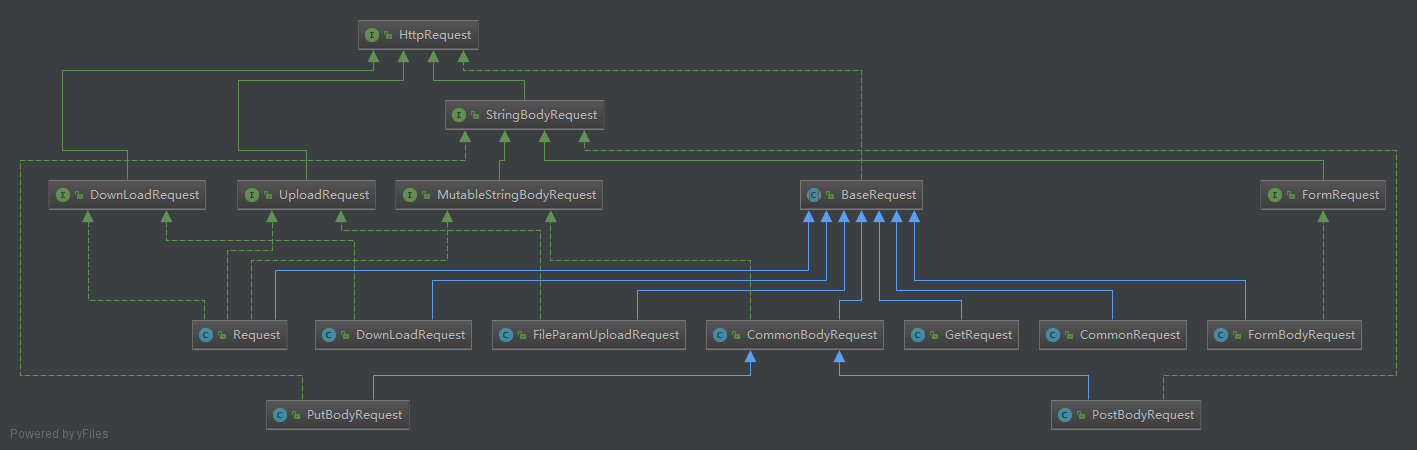 HttpRequest
StringBodyRequest
DownLoadRequest
UploadRequest
MutableStringBodyRequest
BaseRequest
FormRequest
Request
DownLoadRequest
FileParamUploadRequest
CommonBodyRequest
GetRequest
CommonRequest
FormBodyRequest
PutBodyRequest
PostBodyRequest
Powered by yFiles